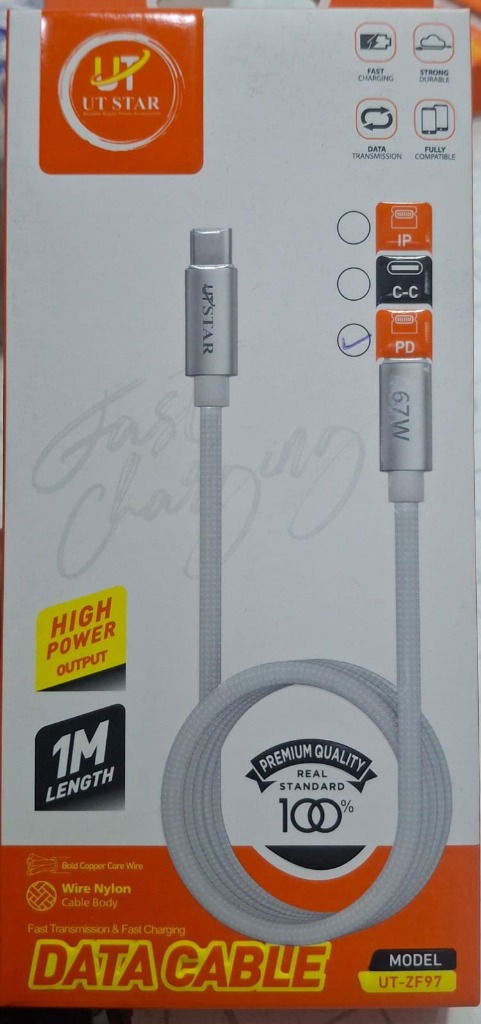 UT
UT STAR
FAST
CHARGING
STRONG
DURABLE
DATA
TRANSMISSION
FULLY
COMPATIBLE
IP
C-C
PD
UT STAR
67W
Fast
Charging
HIGH
POWER
OUTPUT
1M
LENGTH
PREMIUM QUALITY
REAL
STANDARD
100%
Bold Copper Core Wire
Wire Nylon
Cable Body
Fast Transmission & Fast Charging
DATA CABLE
MODEL
UT-ZF97